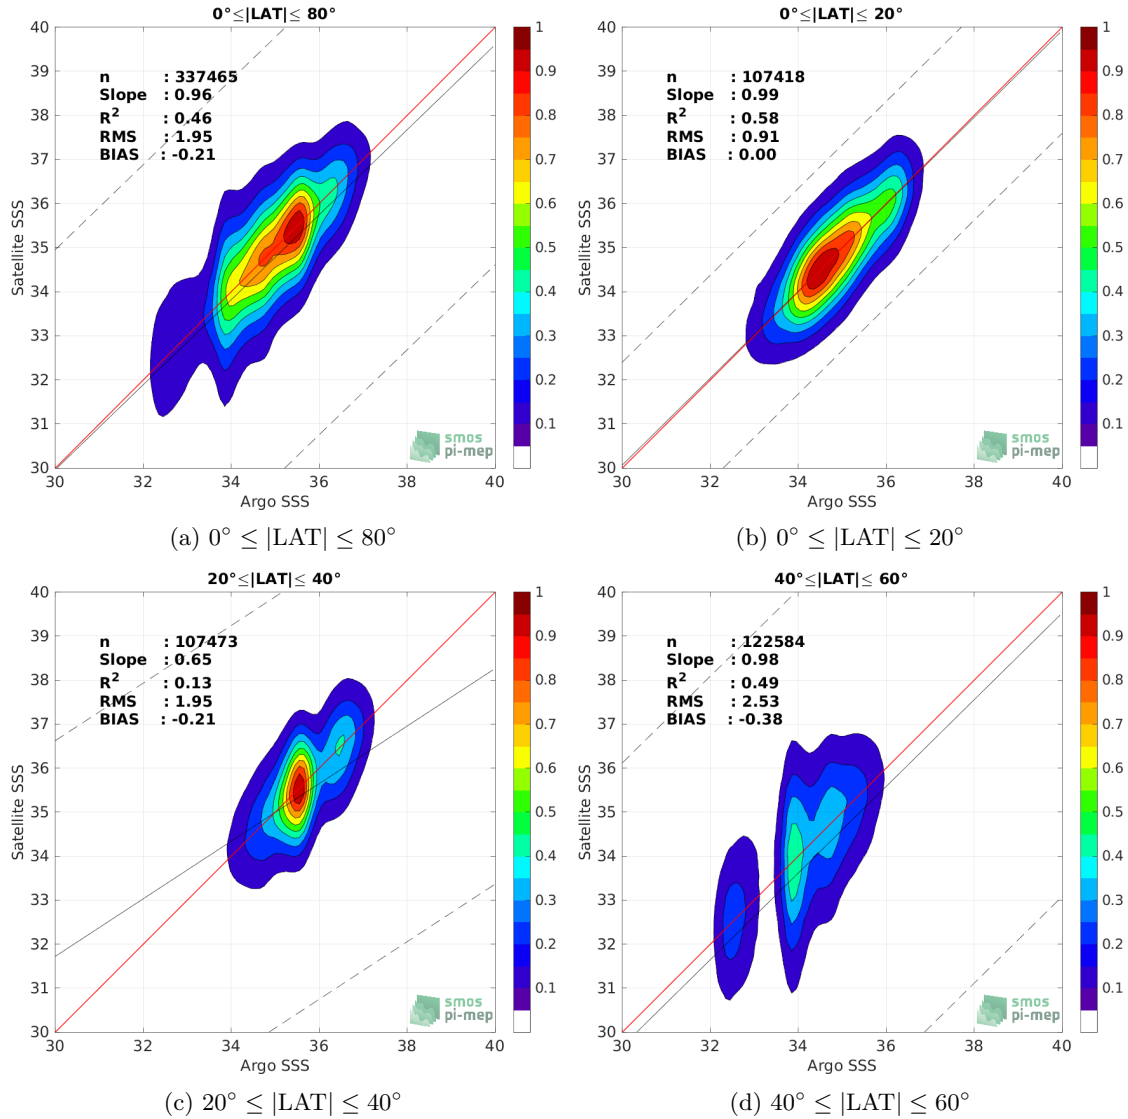 0°≤|LAT|≤ 80°
n : 337465
Slope : 0.96
R² : 0.46
RMS : 1.95
BIAS : -0.21
40
39
38
37
36
35
34
33
32
31
30
Satellite SSS
30 32 34 36 38 40
Argo SSS
1
0.9
0.8
0.7
0.6
0.5
0.4
0.3
0.2
0.1
smos
pi-mep
(a) 0° ≤ |LAT| ≤ 80°
0°≤|LAT|≤ 20°
n : 107418
Slope : 0.99
R² : 0.58
RMS : 0.91
BIAS : 0.00
40
39
38
37
36
35
34
33
32
31
30
Satellite SSS
30 32 34 36 38 40
Argo SSS
1
0.9
0.8
0.7
0.6
0.5
0.4
0.3
0.2
0.1
smos
pi-mep
(b) 0° ≤ |LAT| ≤ 20°
20°≤|LAT|≤ 40°
n : 107473
Slope : 0.65
R² : 0.13
RMS : 1.95
BIAS : -0.21
40
39
38
37
36
35
34
33
32
31
30
Satellite SSS
30 32 34 36 38 40
Argo SSS
1
0.9
0.8
0.7
0.6
0.5
0.4
0.3
0.2
0.1
smos
pi-mep
(c) 20° ≤ |LAT| ≤ 40°
40°≤|LAT|≤ 60°
n : 122584
Slope : 0.98
R² : 0.49
RMS : 2.53
BIAS : -0.38
40
39
38
37
36
35
34
33
32
31
30
Satellite SSS
30 32 34 36 38 40
Argo SSS
1
0.9
0.8
0.7
0.6
0.5
0.4
0.3
0.2
0.1
smos
pi-mep
(d) 40° ≤ |LAT| ≤ 60°